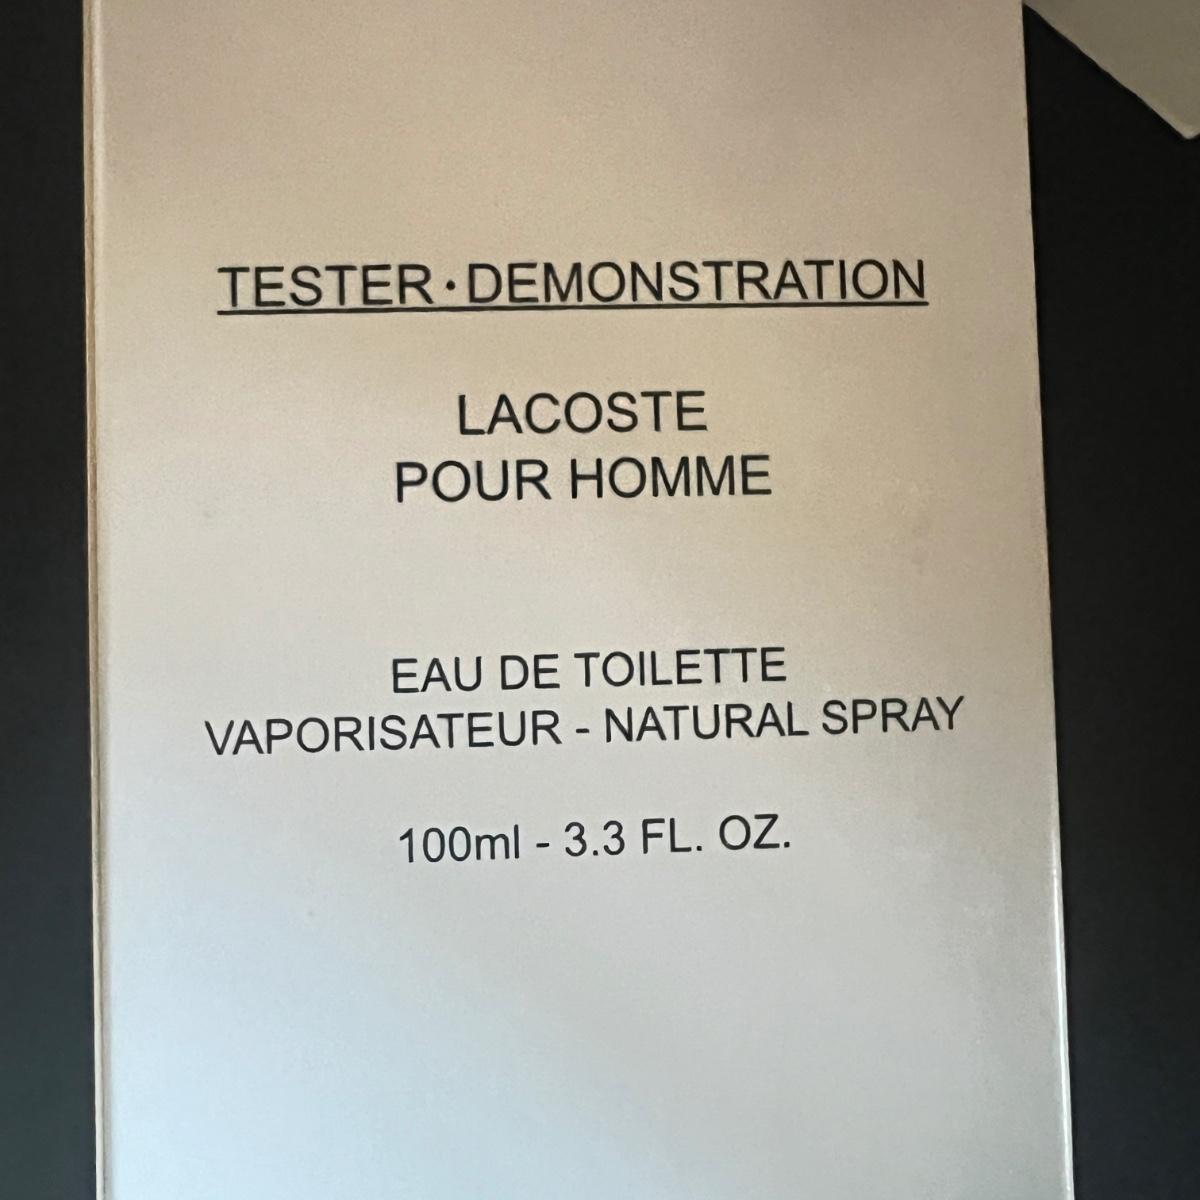 TESTER · DEMONSTRATION
LACOSTE
POUR HOMME
EAU DE TOILETTE
VAPORISATEUR - NATURAL SPRAY
100ml - 3.3 FL. OZ.